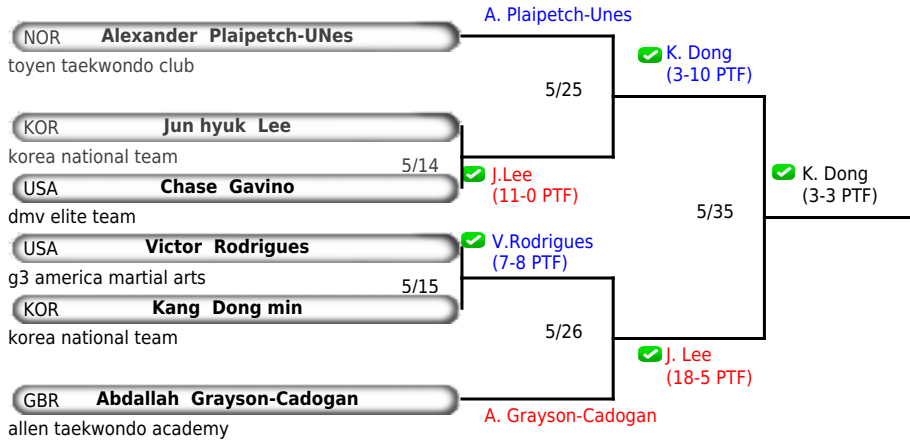 A. Plaipetch-Unes
NOR Alexander Plaipetch-UNes
toyen taekwondo club
K. Dong
(3-10 PTF)
5/25
KOR Jun hyuk Lee
korea national team
5/14
USA Chase Gavino
dmv elite team
J.Lee
(11-0 PTF)
K. Dong
(3-3 PTF)
5/35
USA Victor Rodrigues
g3 america martial arts
V.Rodrigues
(7-8 PTF)
5/15
KOR Kang Dong min
korea national team
5/26
J. Lee
(18-5 PTF)
GBR Abdallah Grayson-Cadogan
allen taekwondo academy
A. Grayson-Cadogan